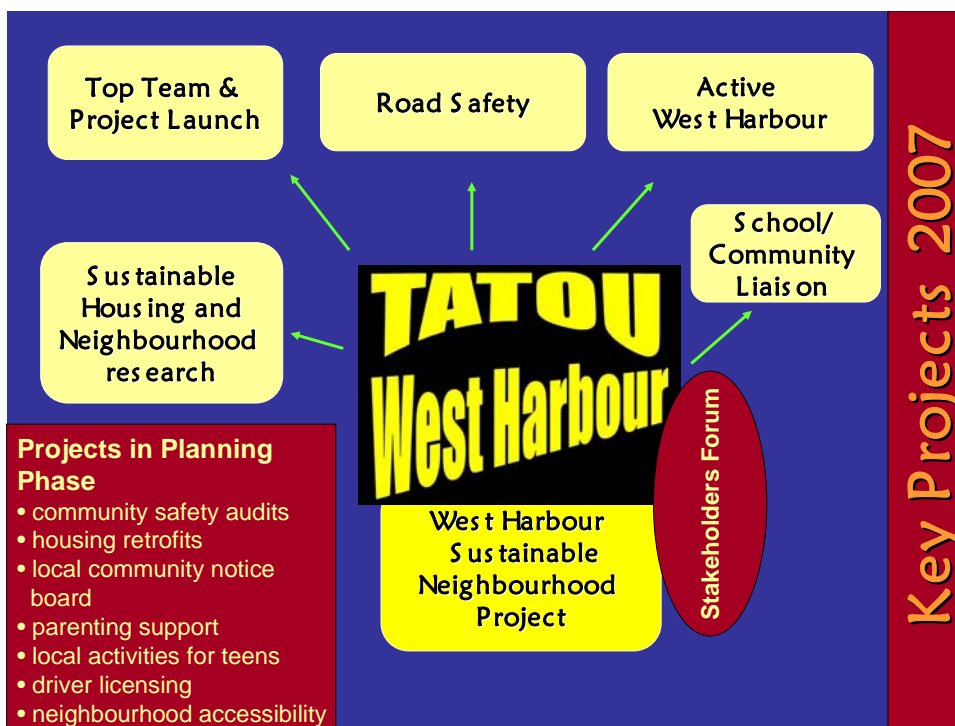 Top Team &
Project Launch
Road Safety
Active
West Harbour
School/
Community
Liaison
Sustainable
Housing and
Neighbourhood
research
TATOU
West Harbour
West Harbour
Sustainable
Neighbourhood
Project
Stakeholders Forum
Projects in Planning
Phase
• community safety audits
• housing retrofits
• local community notice
board
• parenting support
• local activities for teens
• driver licensing
• neighbourhood accessibility
Key Projects 2007